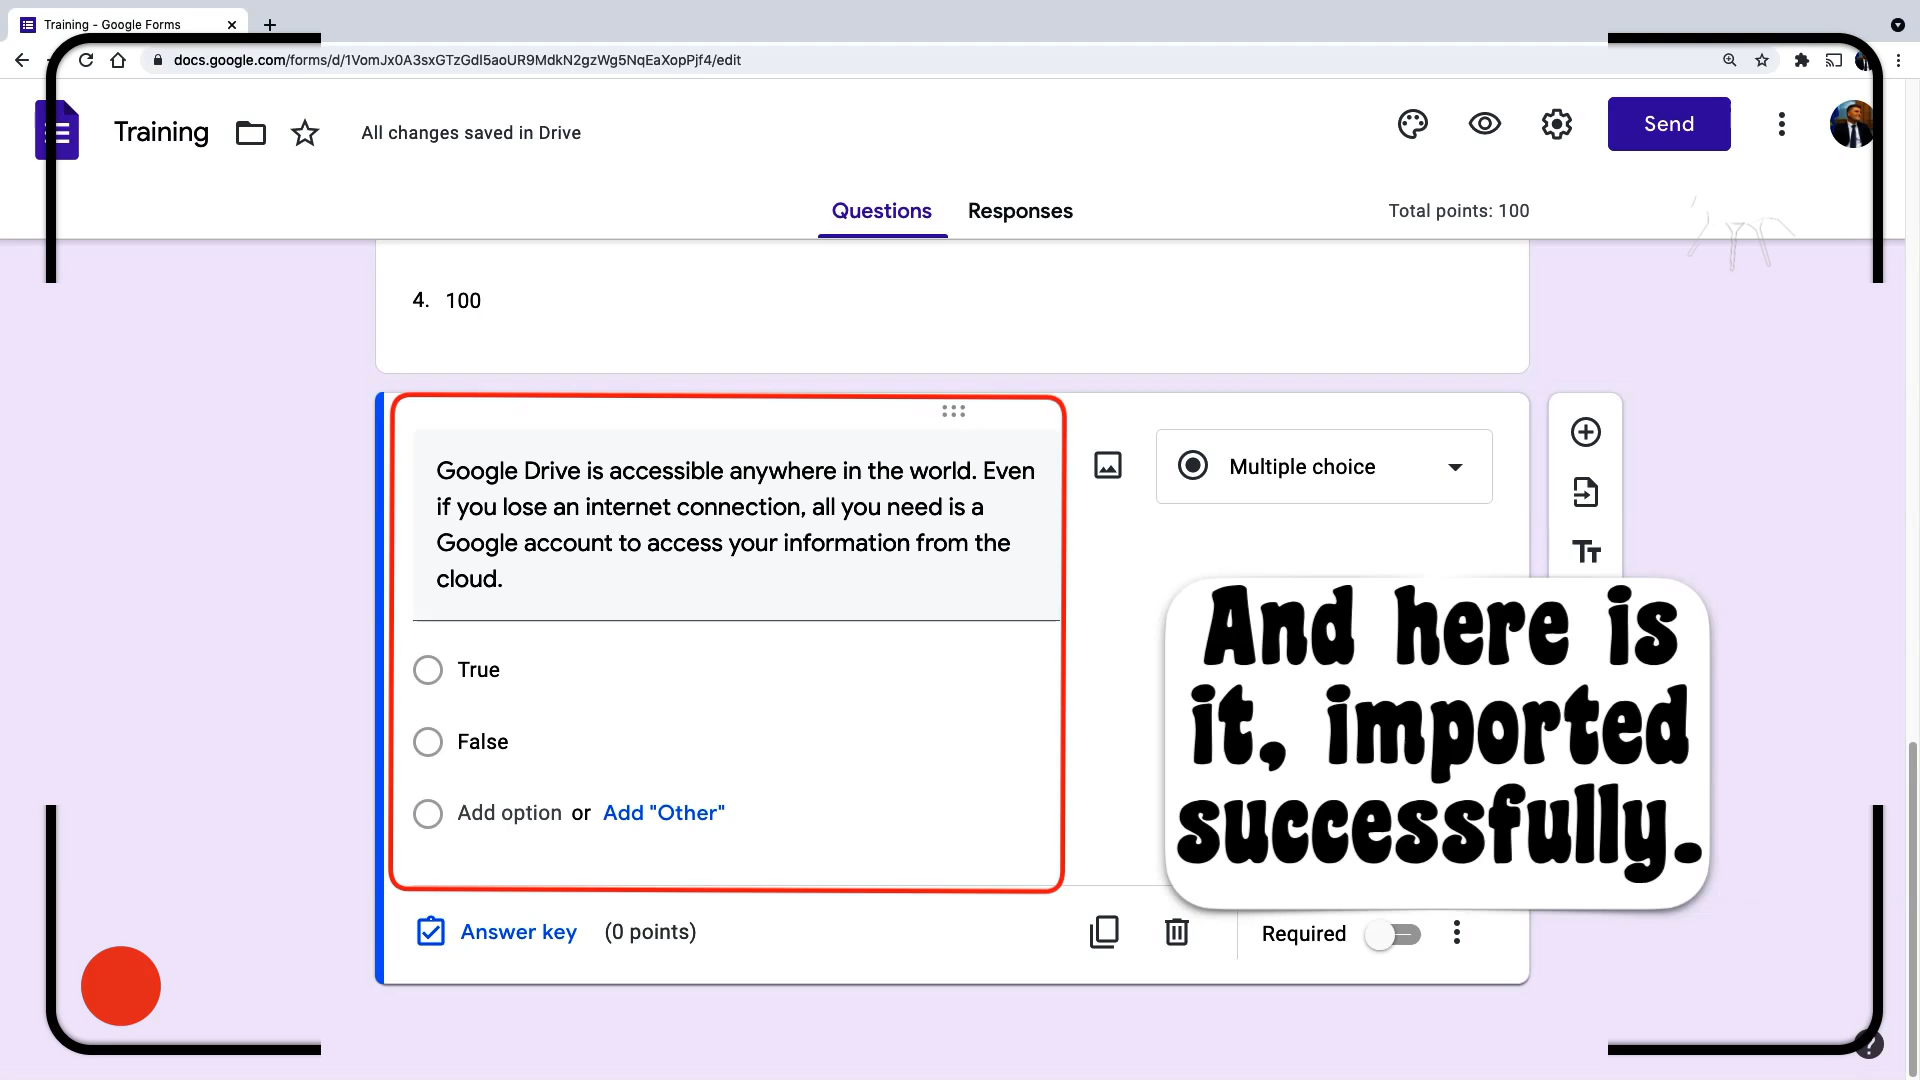 Training - Google Forms
docs.google.com/forms/d/1VomJx0A3sxGTzGdI5aoUR9MdkN2gzWg5NqEaXopPjf4/edit
Training
All changes saved in Drive
Send
Questions
Responses
Total points: 100
4. 100
Google Drive is accessible anywhere in the world. Even
if you lose an internet connection, all you need is a
Google account to access your information from the
cloud.
Multiple choice
True
False
Add option or Add "Other"
And here is
it, imported
successfully.
Answer key (0 points)
Required